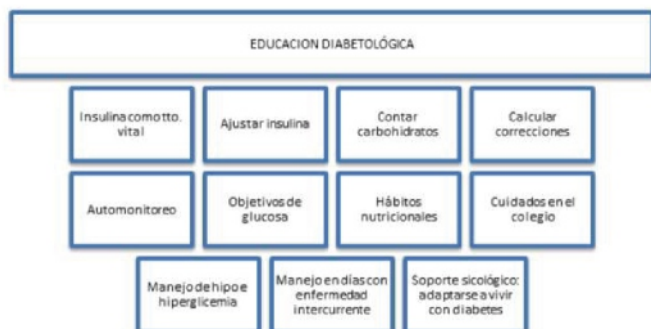 EDUCACION DIABETOLÓGICA
Insulina como tto.
vital
Ajustar insulina
Contar
carbohidratos
Calcular
correcciones
Automonitoreo
Objetivos de
glucosa
Hábitos
nutricionales
Cuidados en el
colegio
Manejo de hipo e
hiperglicemia
Manejo en días con
enfermedad
intercurrente
Soporte sicológico:
adaptarse a vivir
con diabetes